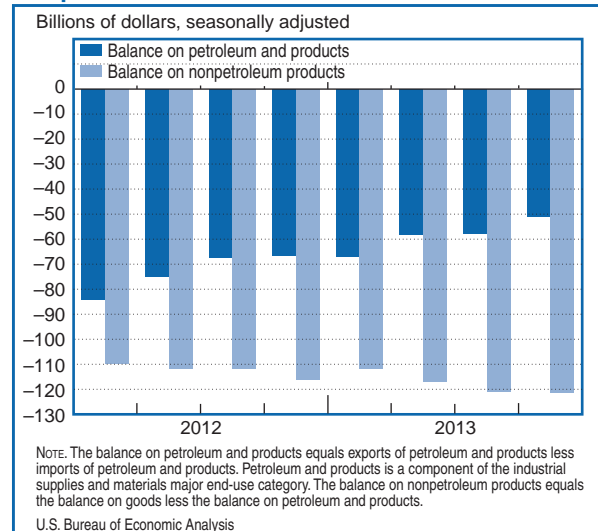 Billions of dollars, seasonally adjusted
Balance on petroleum and products
Balance on nonpetroleum products
0
–10
–20
–30
–40
–50
–60
–70
–80
–90
–100
–110
–120
–130
2012 2013
NOTE. The balance on petroleum and products equals exports of petroleum and products less
imports of petroleum and products. Petroleum and products is a component of the industrial
supplies and materials major end-use category. The balance on nonpetroleum products equals
the balance on goods less the balance on petroleum and products.
U.S. Bureau of Economic Analysis